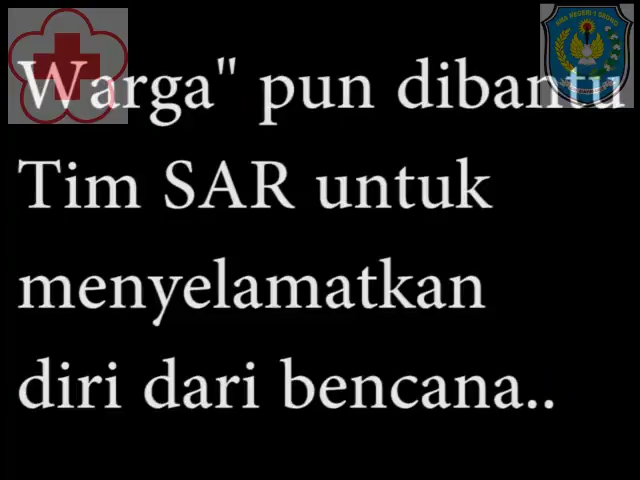 Warga" pun dibantu
Tim SAR untuk
menyelamatkan
diri dari bencana..